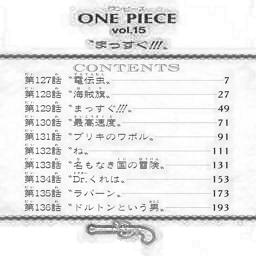 ワンピース
ONE PIECE
vol.15
〝まっすぐ!!!〟
CONTENTS
第127話 〝電伝虫〟 7
第128話 〝海賊旗〟 27
第129話 〝まっすぐ!!!〟 49
第130話 〝最高速度〟 71
第131話 〝ブリキのワポル〟 91
第132話 〝ね〟 111
第133話 〝名もなき国の冒険〟 131
第134話 〝Dr.くれは〟 153
第135話 〝ラパーン〟 173
第136話 〝ドルトンという男〟 193